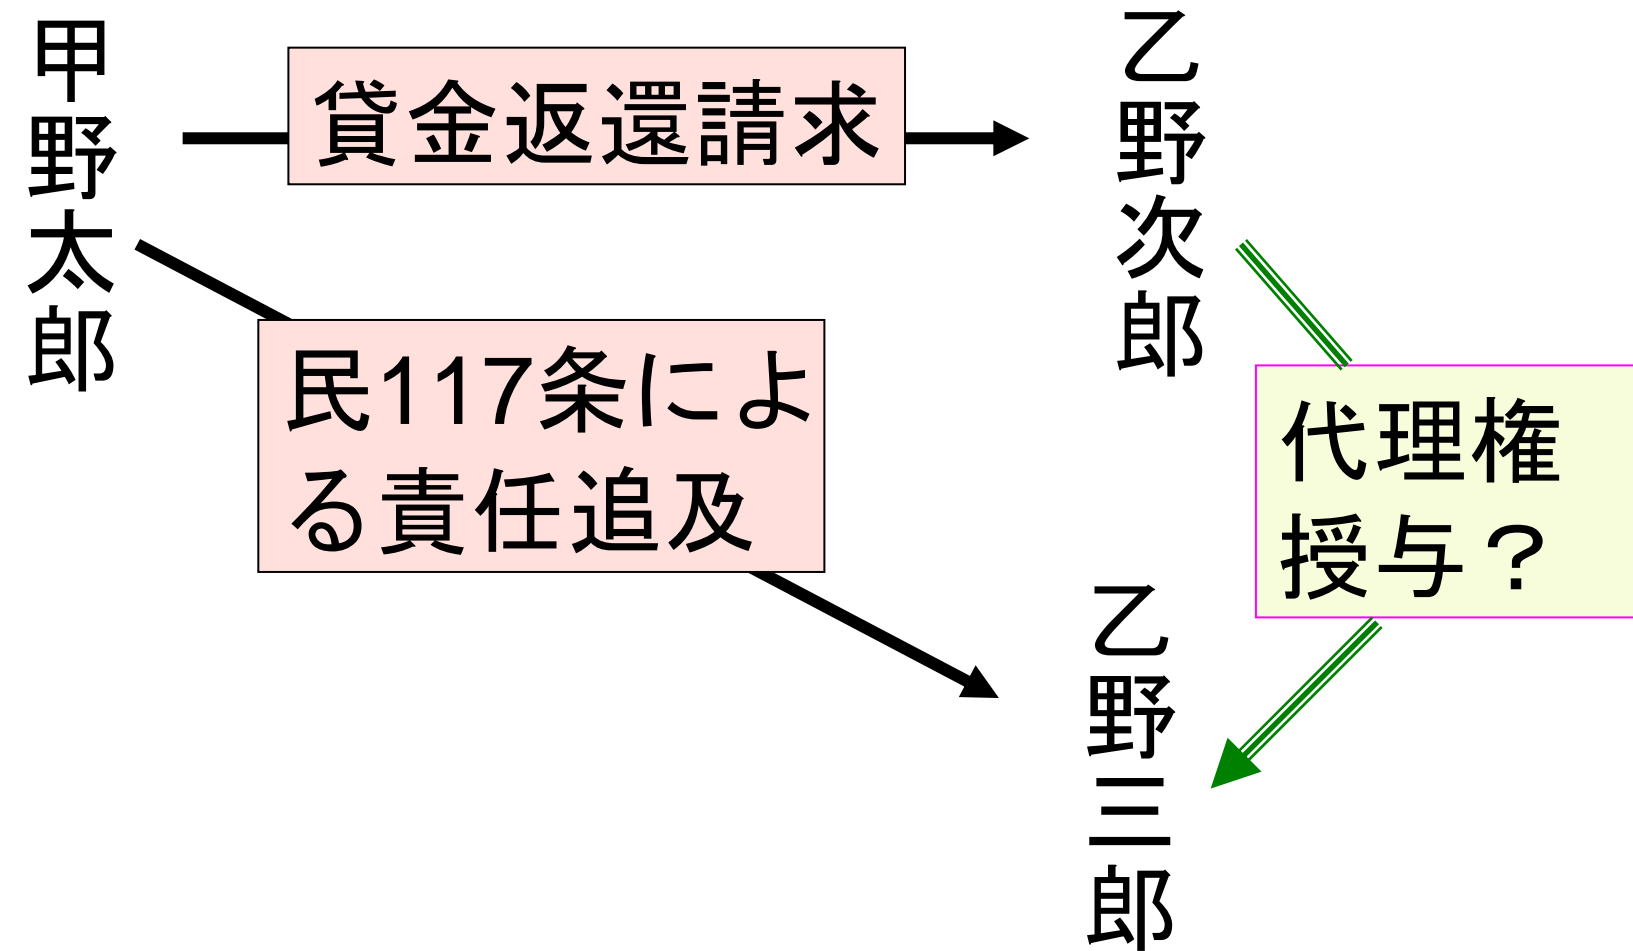 甲野太郎
貸金返還請求
乙野次郎
民117条によ
る責任追及
代理権
授与？
乙野三郎